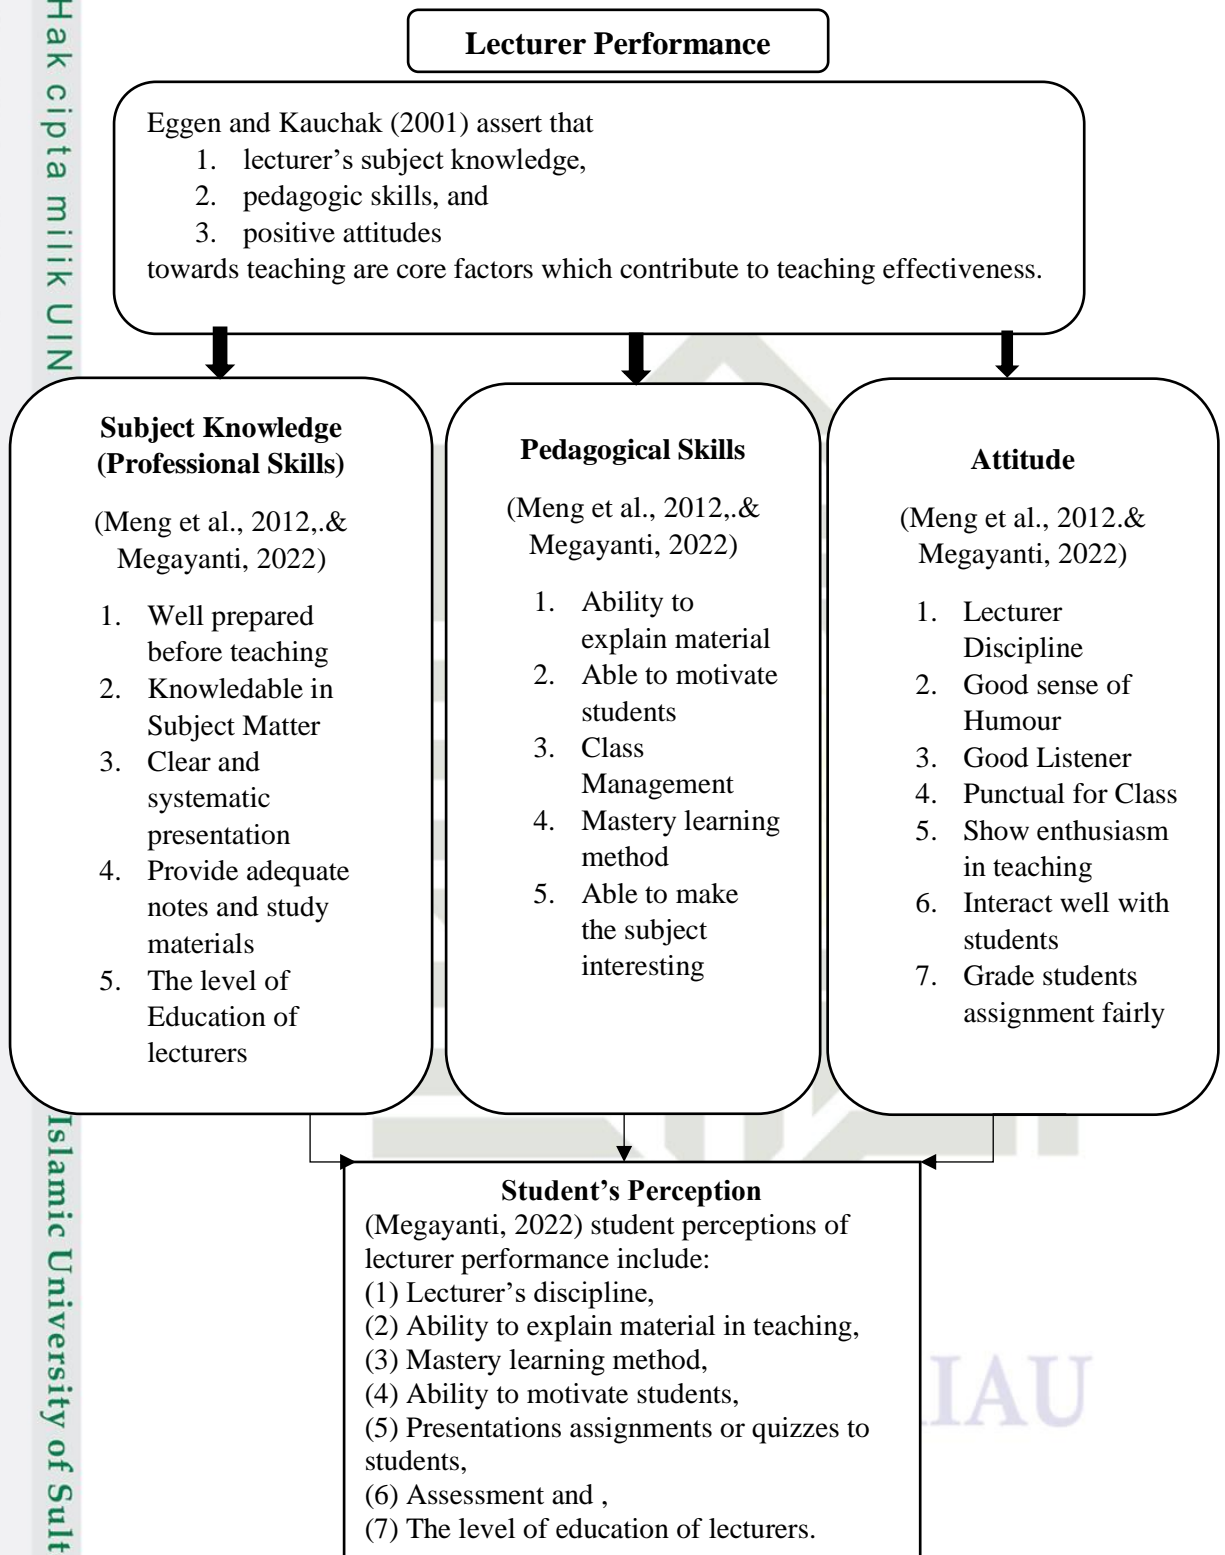 Hak cipta milik UIN
Islamic University of Sult
Lecturer Performance
Eggen and Kauchak (2001) assert that
1. lecturer’s subject knowledge,
2. pedagogic skills, and
3. positive attitudes
towards teaching are core factors which contribute to teaching effectiveness.
Subject Knowledge
(Professional Skills)
(Meng et al., 2012,.&
Megayanti, 2022)
1. Well prepared
before teaching
2. Knowledable in
Subject Matter
3. Clear and
systematic
presentation
4. Provide adequate
notes and study
materials
5. The level of
Education of
lecturers
Pedagogical Skills
(Meng et al., 2012,.&
Megayanti, 2022)
1. Ability to
explain material
2. Able to motivate
students
3. Class
Management
4. Mastery learning
method
5. Able to make
the subject
interesting
Attitude
(Meng et al., 2012.&
Megayanti, 2022)
1. Lecturer
Discipline
2. Good sense of
Humour
3. Good Listener
4. Punctual for Class
5. Show enthusiasm
in teaching
6. Interact well with
students
7. Grade students
assignment fairly
Student’s Perception
(Megayanti, 2022) student perceptions of
lecturer performance include:
(1) Lecturer’s discipline,
(2) Ability to explain material in teaching,
(3) Mastery learning method,
(4) Ability to motivate students,
(5) Presentations assignments or quizzes to
students,
(6) Assessment and ,
(7) The level of education of lecturers.
IAU